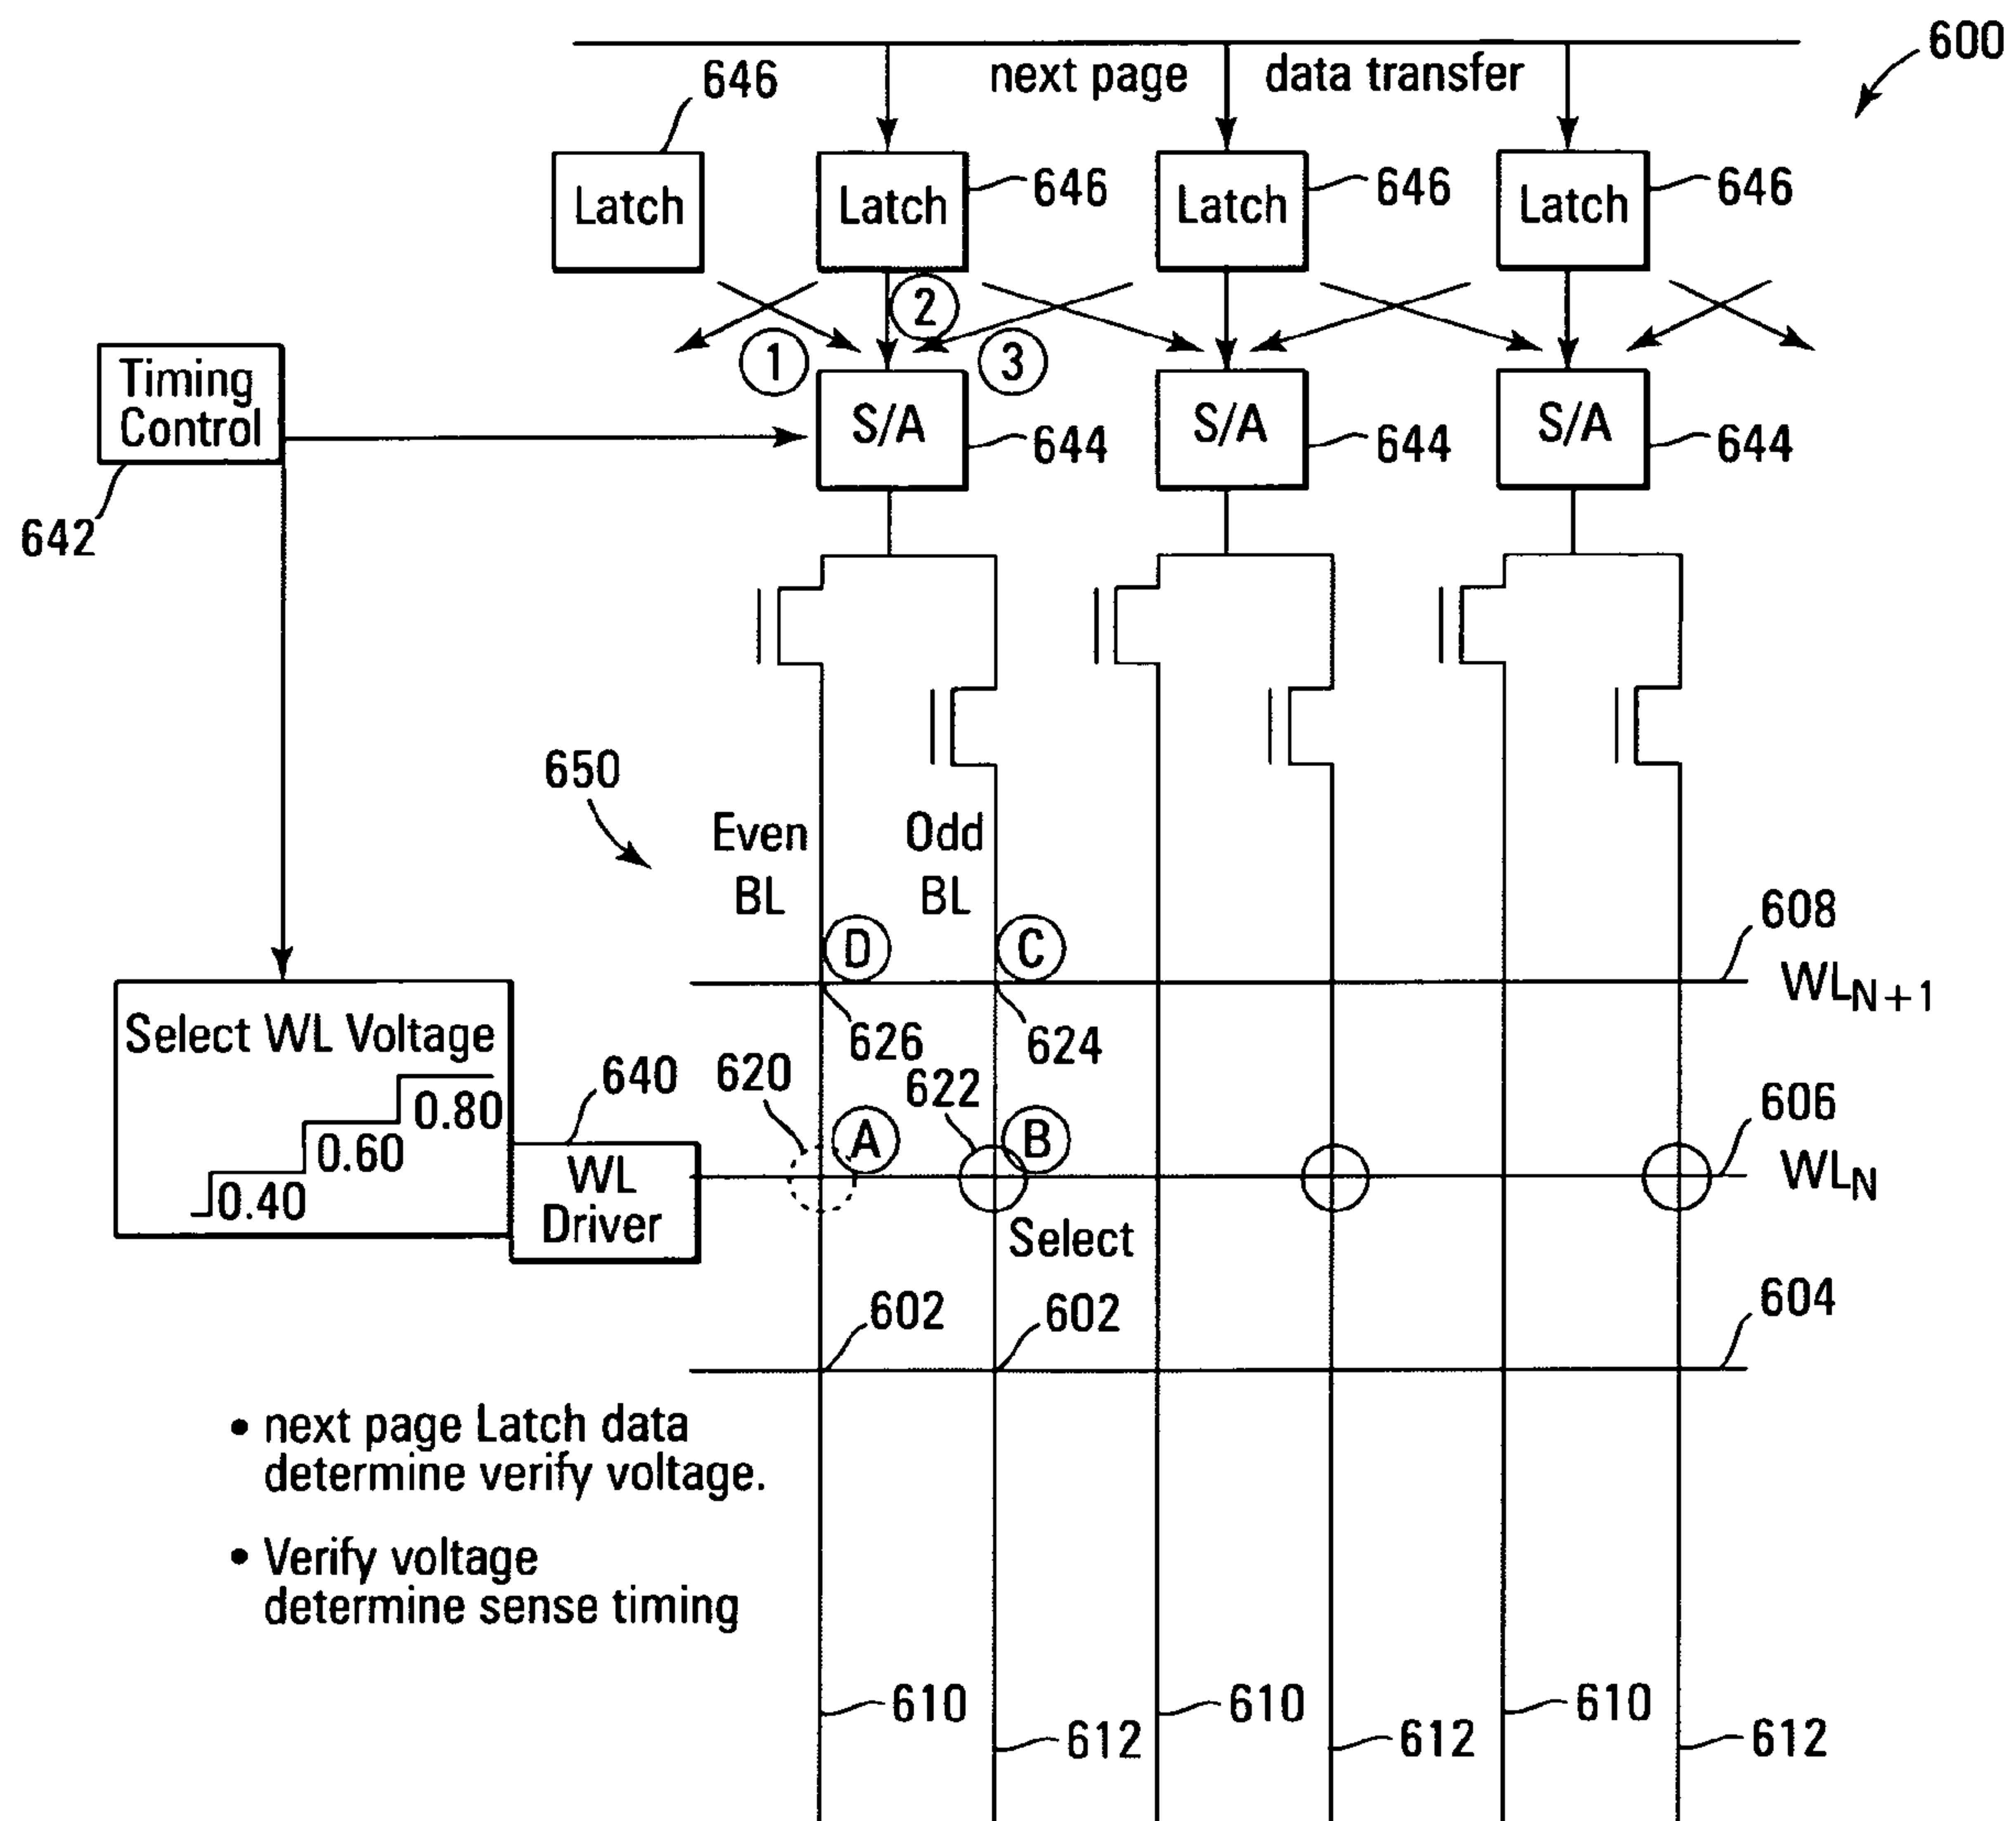 600
next page data transfer
646
Latch
Latch
646
Latch
646
Latch
646
2
1
3
Timing
Control
642
S/A
644
S/A
644
S/A
644
650
Even
BL
Odd
BL
D
C
608
WLN+1
626
624
Select WL Voltage
0.40
0.60
0.80
640
WL
Driver
620
622
A
B
606
WLN
Select
602
602
604
• next page Latch data
determine verify voltage.
• Verify voltage
determine sense timing
610
612
610
612
610
612